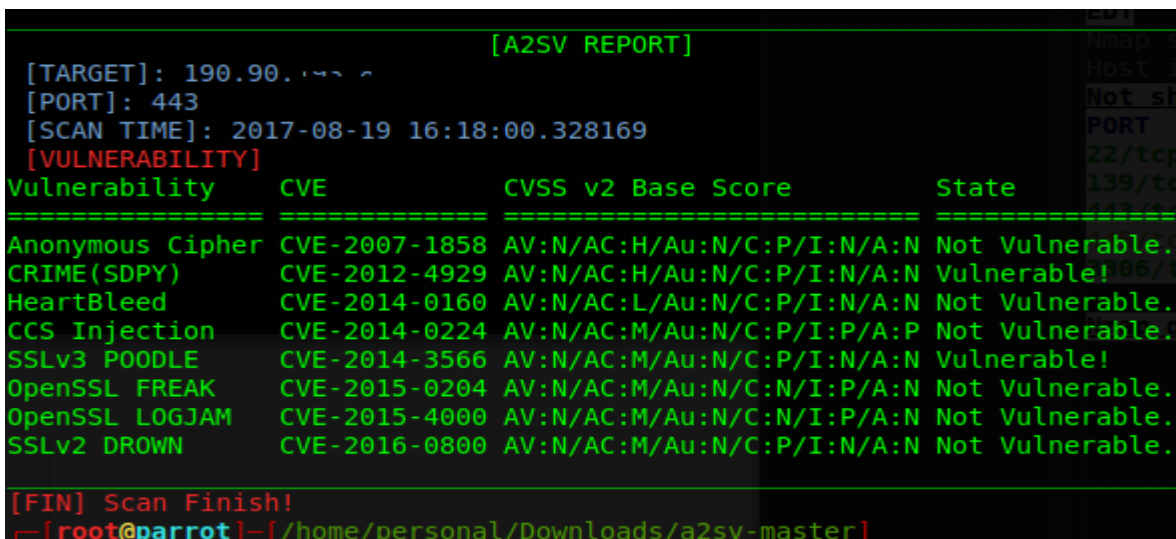 [A2SV REPORT]
[TARGET]: 190.90.
[PORT]: 443
[SCAN TIME]: 2017-08-19 16:18:00.328169
[VULNERABILITY]
Vulnerability CVE CVSS v2 Base Score State
================ ============= ========================== ===============
Anonymous Cipher CVE-2007-1858 AV:N/AC:H/Au:N/C:P/I:N/A:N Not Vulnerable.
CRIME(SDPY) CVE-2012-4929 AV:N/AC:H/Au:N/C:P/I:N/A:N Vulnerable!
HeartBleed CVE-2014-0160 AV:N/AC:L/Au:N/C:P/I:N/A:N Not Vulnerable.
CCS Injection CVE-2014-0224 AV:N/AC:M/Au:N/C:P/I:P/A:P Not Vulnerable.
SSLv3 POODLE CVE-2014-3566 AV:N/AC:M/Au:N/C:P/I:N/A:N Vulnerable!
OpenSSL FREAK CVE-2015-0204 AV:N/AC:M/Au:N/C:N/I:P/A:N Not Vulnerable.
OpenSSL LOGJAM CVE-2015-4000 AV:N/AC:M/Au:N/C:N/I:P/A:N Not Vulnerable.
SSLv2 DROWN CVE-2016-0800 AV:N/AC:M/Au:N/C:P/I:N/A:N Not Vulnerable.
[FIN] Scan Finish!
[root@parrot]─[/home/personal/Downloads/a2sv-master]
EDT
Nmap
Host
Not
PORT
22/tcp